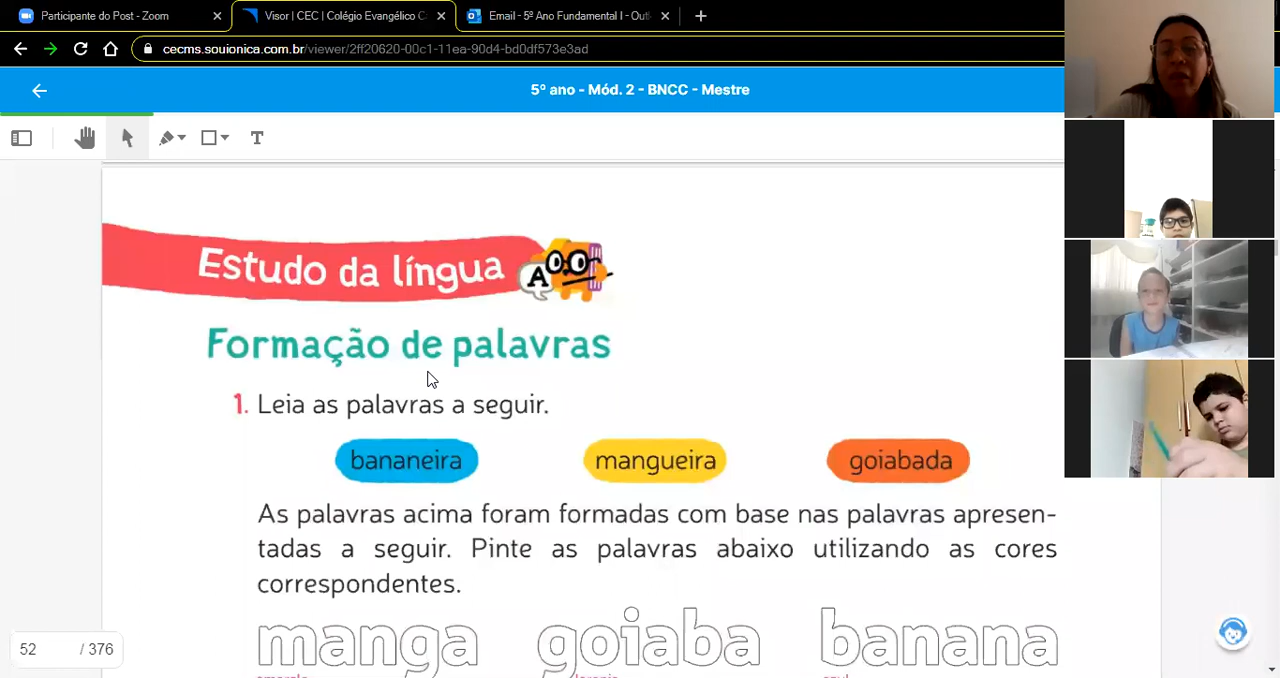 Participante do Post - Zoom
Visor | CEC | Colégio Evangélico C
Email - 5º Ano Fundamental I - Out
cecms.souionica.com.br/viewer/2ff20620-00c1-11ea-90d4-bd0df573e3ad
5º ano - Mód. 2 - BNCC - Mestre
T
Estudo da língua
A
Formação de palavras
1. Leia as palavras a seguir.
bananeira mangueira goiabada
As palavras acima foram formadas com base nas palavras apresen-
tadas a seguir. Pinte as palavras abaixo utilizando as cores
correspondentes.
manga goiaba banana
52 / 376